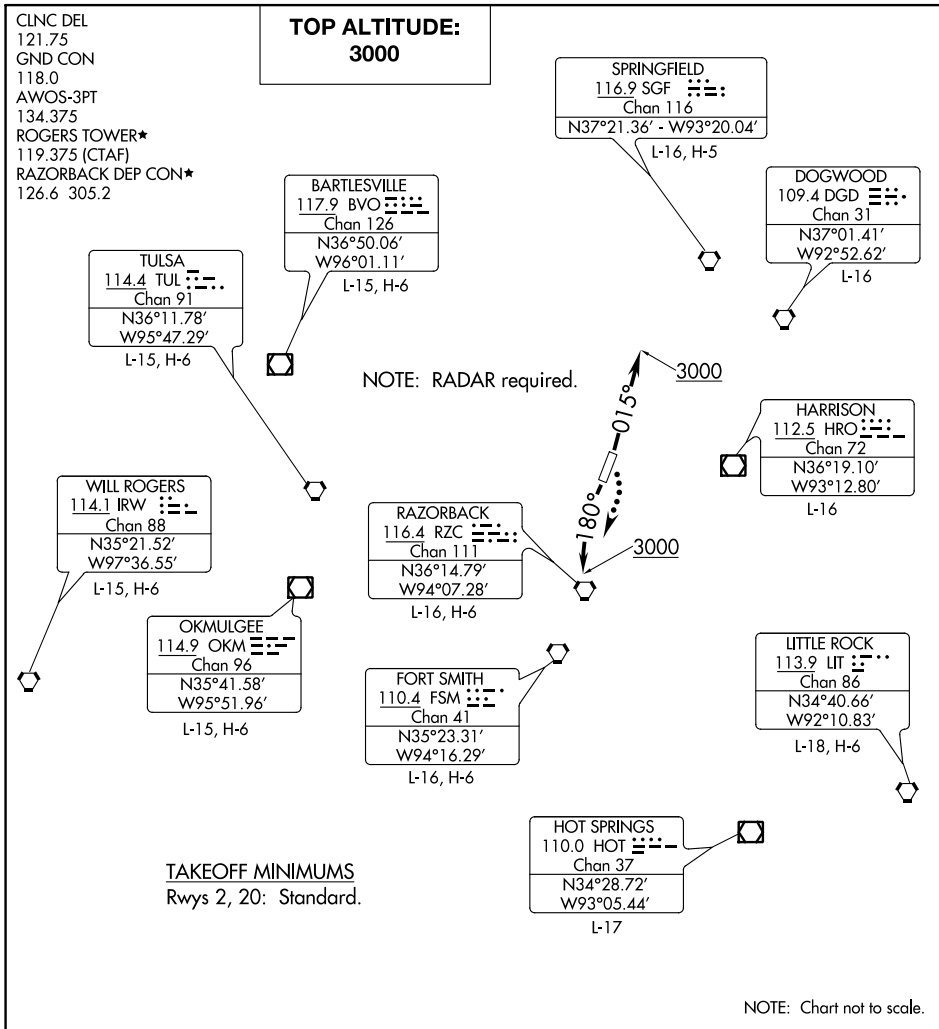 CLNC DEL
121.75
GND CON
118.0
AWOS-3PT
134.375
ROGERS TOWER★
119.375 (CTAF)
RAZORBACK DEP CON★
126.6 305.2
TOP ALTITUDE:
3000
SPRINGFIELD
116.9 SGF
Chan 116
N37°21.36′ - W93°20.04′
L-16, H-5
DOGWOOD
109.4 DGD
Chan 31
N37°01.41′
W92°52.62′
L-16
BARTLESVILLE
117.9 BVO
Chan 126
N36°50.06′
W96°01.11′
L-15, H-6
TULSA
114.4 TUL
Chan 91
N36°11.78′
W95°47.29′
L-15, H-6
NOTE: RADAR required.
3000
015°
HARRISON
112.5 HRO
Chan 72
N36°19.10′
W93°12.80′
L-16
WILL ROGERS
114.1 IRW
Chan 88
N35°21.52′
W97°36.55′
L-15, H-6
RAZORBACK
116.4 RZC
Chan 111
N36°14.79′
W94°07.28′
L-16, H-6
180°
3000
OKMULGEE
114.9 OKM
Chan 96
N35°41.58′
W95°51.96′
L-15, H-6
FORT SMITH
110.4 FSM
Chan 41
N35°23.31′
W94°16.29′
L-16, H-6
LITTLE ROCK
113.9 LIT
Chan 86
N34°40.66′
W92°10.83′
L-18, H-6
HOT SPRINGS
110.0 HOT
Chan 37
N34°28.72′
W93°05.44′
L-17
TAKEOFF MINIMUMS
Rwys 2, 20: Standard.
NOTE: Chart not to scale.